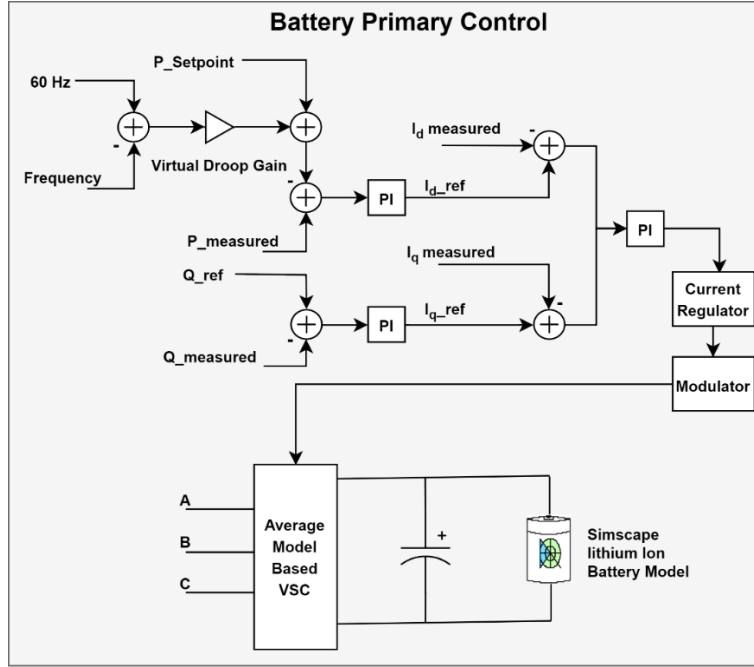 Battery Primary Control
P_Setpoint
60 Hz
-
Frequency
Virtual Droop Gain
-
P_measured
PI
I_d measured
-
I_d_ref
I_q measured
PI
Q_ref
-
Q_measured
PI
I_q_ref
-
Current
Regulator
Modulator
A
B
C
Average
Model
Based
VSC
+
Simscape
lithium Ion
Battery Model